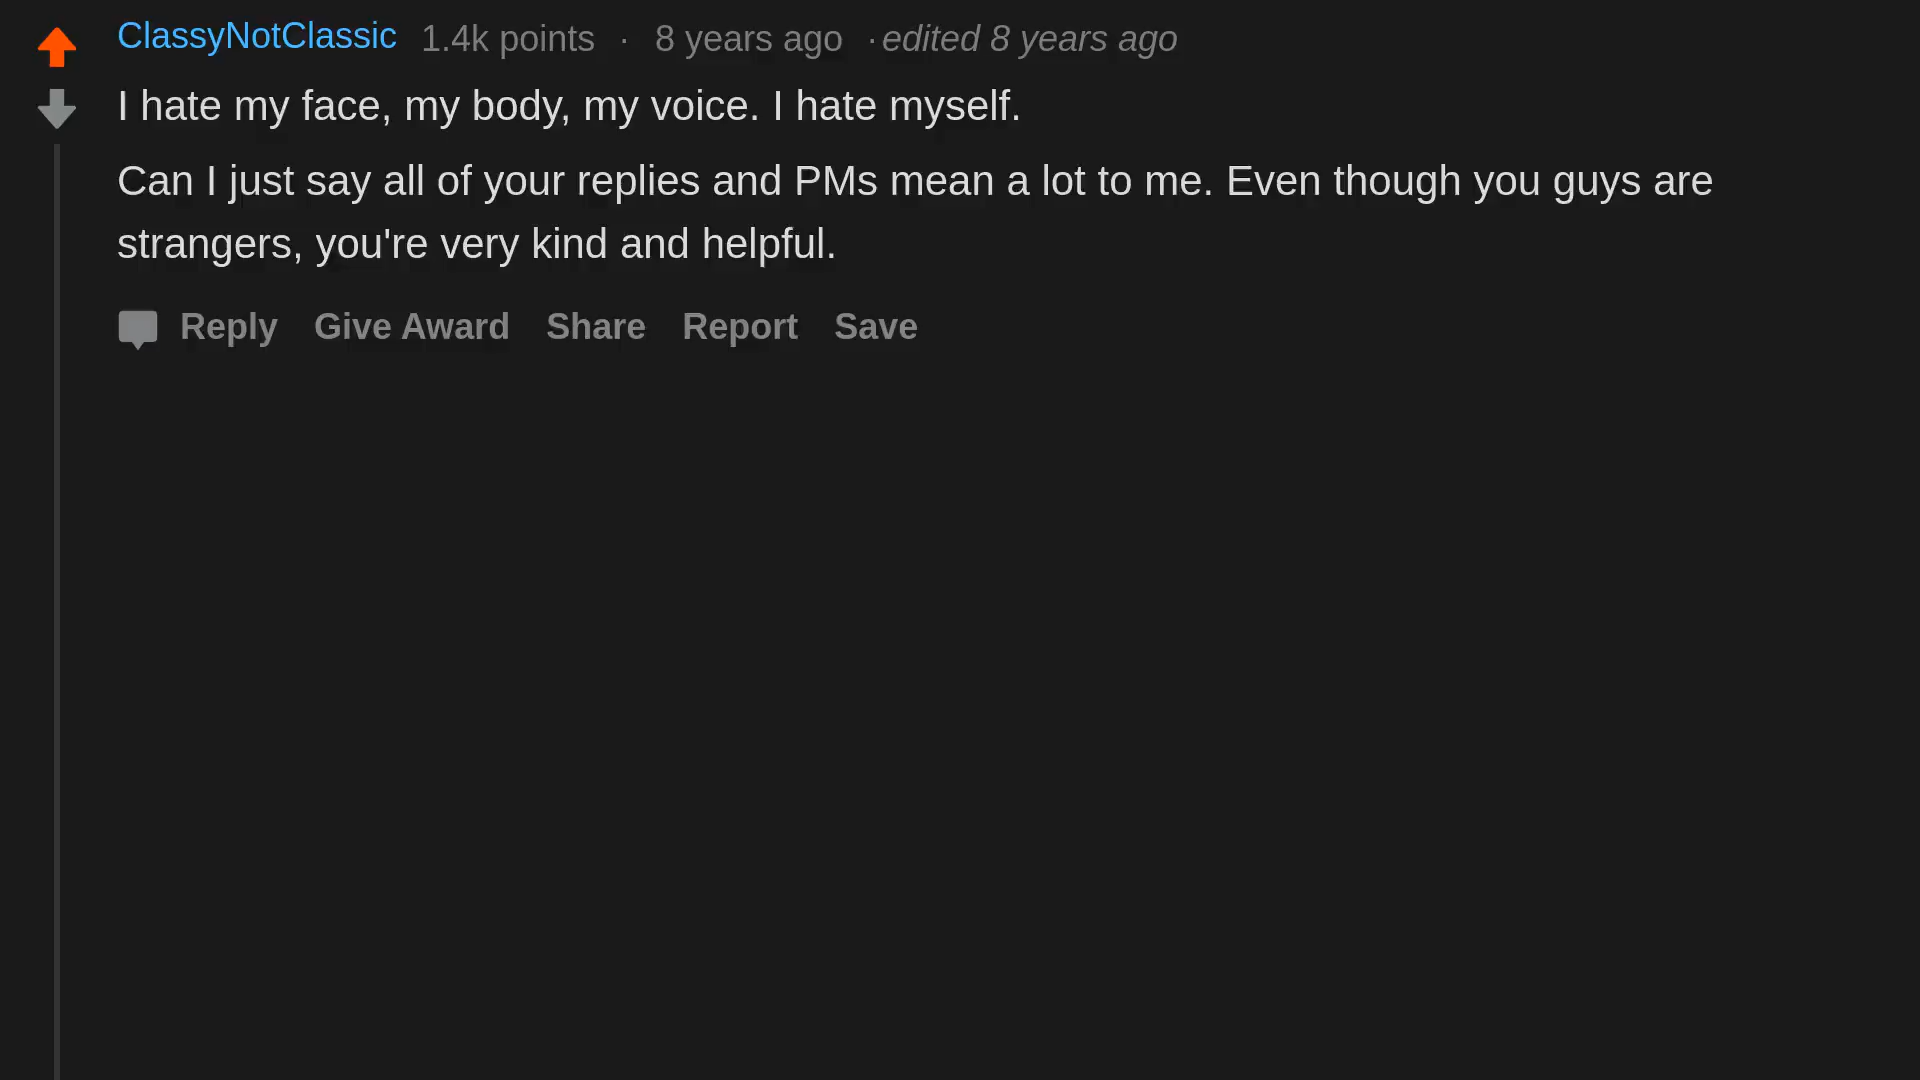 ClassyNotClassic 1.4k points · 8 years ago · edited 8 years ago
I hate my face, my body, my voice. I hate myself.
Can I just say all of your replies and PMs mean a lot to me. Even though you guys are
strangers, you're very kind and helpful.
Reply Give Award Share Report Save